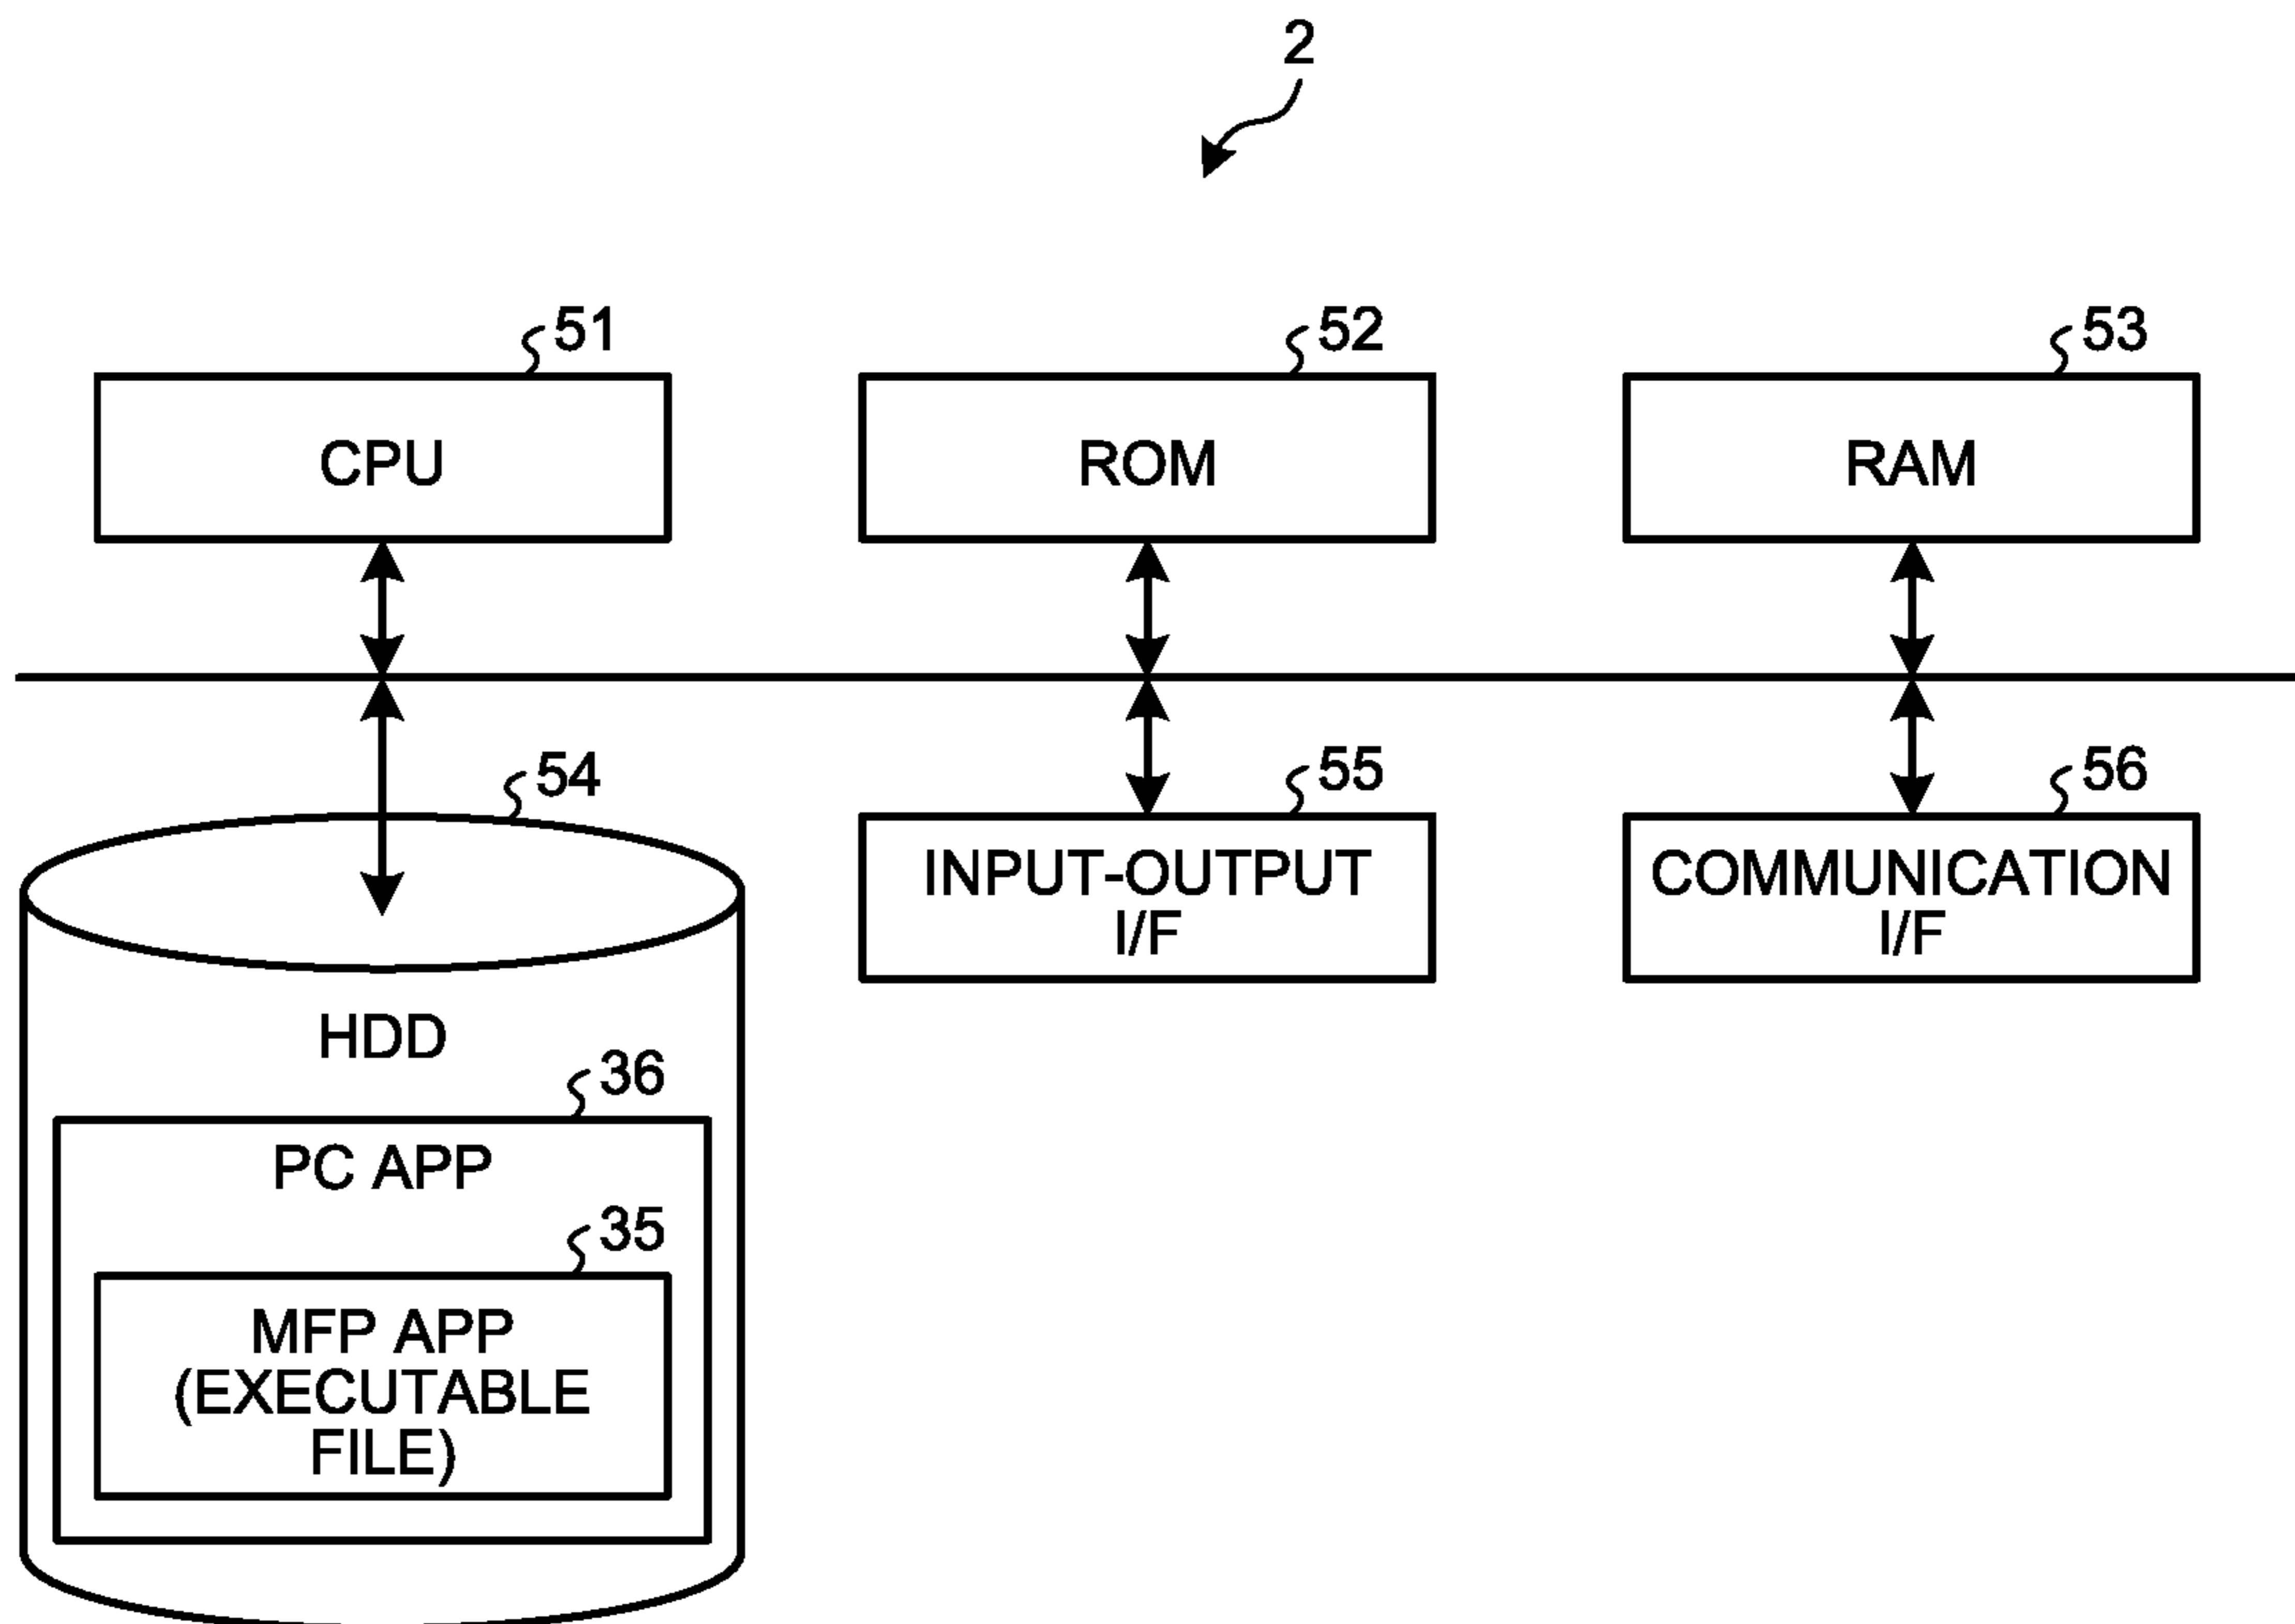 2
51
52
53
CPU
ROM
RAM
54
55
56
INPUT-OUTPUT
I/F
COMMUNICATION
I/F
HDD
36
PC APP
35
MFP APP
(EXECUTABLE
FILE)